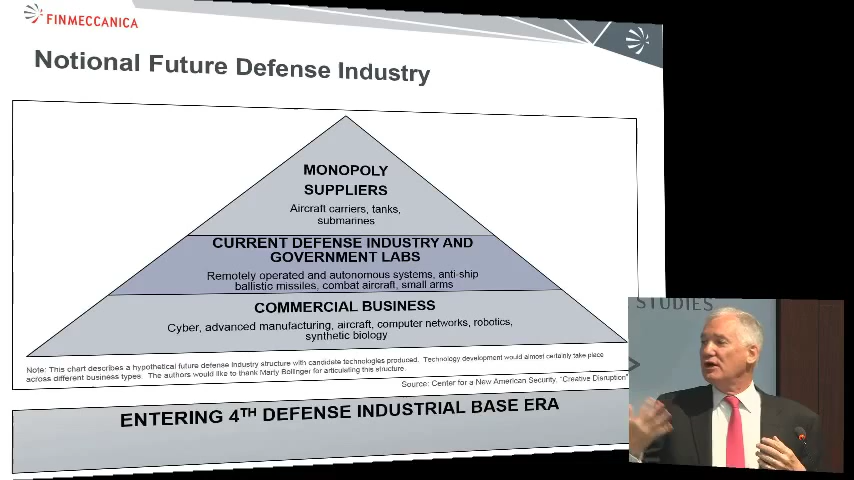 FINMECCANICA
Notional Future Defense Industry
MONOPOLY
SUPPLIERS
Aircraft carriers, tanks,
submarines
CURRENT DEFENSE INDUSTRY AND
GOVERNMENT LABS
Remotely operated and autonomous systems, anti-ship
ballistic missiles, combat aircraft, small arms
COMMERCIAL BUSINESS
Cyber, advanced manufacturing, aircraft, computer networks, robotics,
synthetic biology
Note: This chart describes a hypothetical future defense industry structure with candidate technologies produced. Technology development would almost certainly take place
across different business types. The authors would like to thank Marty Bollinger for articulating this structure.
Source: Center for a New American Security, "Creative Disruption"
ENTERING 4TH DEFENSE INDUSTRIAL BASE ERA
STUDIES